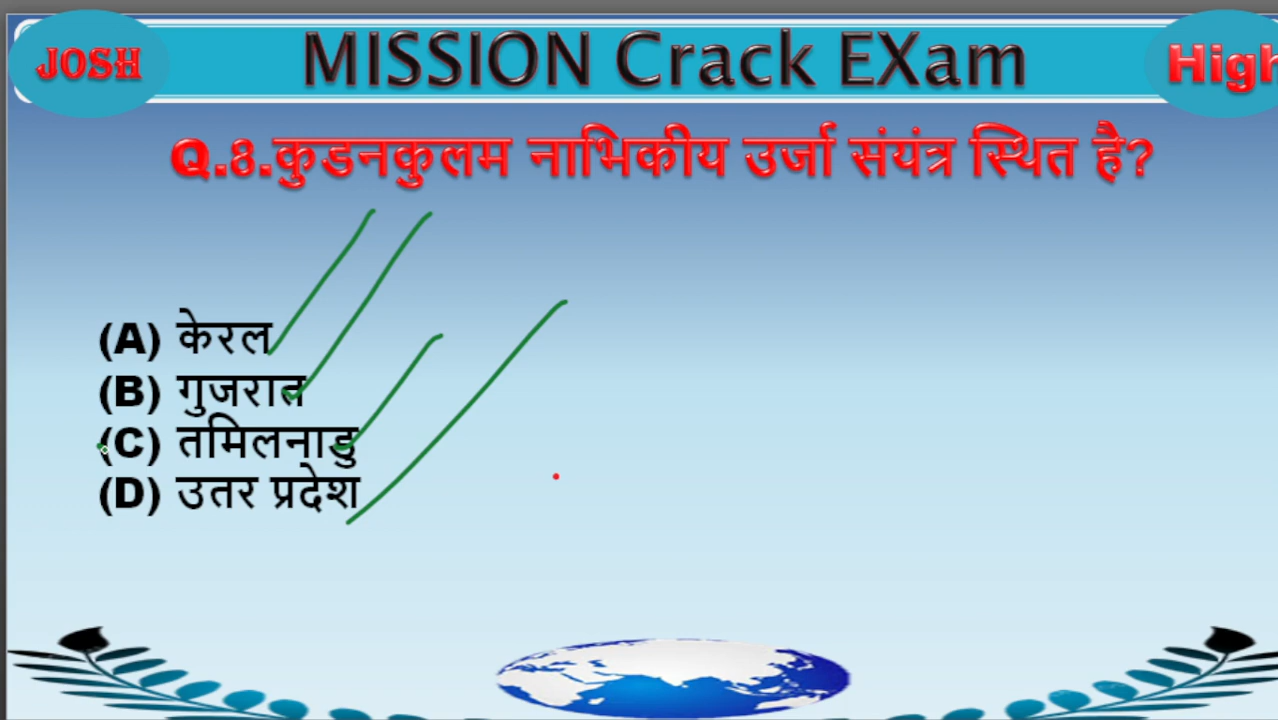 JOSH
MISSION Crack EXam
High
Q.8.कुडनकुलम नाभिकीय उर्जा संयंत्र स्थित है?
(A) केरल
(B) गुजरात
(C) तमिलनाडु
(D) उतर प्रदेश